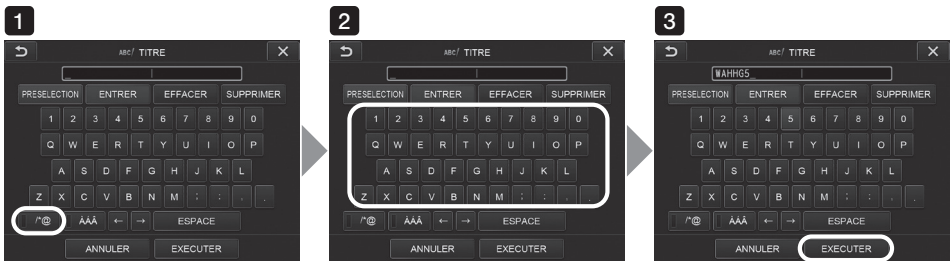 1
ABC/ TITRE
_
PRESELECTION ENTRER EFFACER SUPPRIMER
1 2 3 4 5 6 7 8 9 0
Q W E R T Y U I O P
A S D F G H J K L
Z X C V B N M ; : , .
/*@ ÀÁÂ ← → ESPACE
ANNULER EXECUTER
2
ABC/ TITRE
_
PRESELECTION ENTRER EFFACER SUPPRIMER
1 2 3 4 5 6 7 8 9 0
Q W E R T Y U I O P
A S D F G H J K L
Z X C V B N M ; : , .
/*@ ÀÁÂ ← → ESPACE
ANNULER EXECUTER
3
ABC/ TITRE
WAHHG5_
PRESELECTION ENTRER EFFACER SUPPRIMER
1 2 3 4 5 6 7 8 9 0
Q W E R T Y U I O P
A S D F G H J K L
Z X C V B N M ; : , .
/*@ ÀÁÂ ← → ESPACE
ANNULER EXECUTER